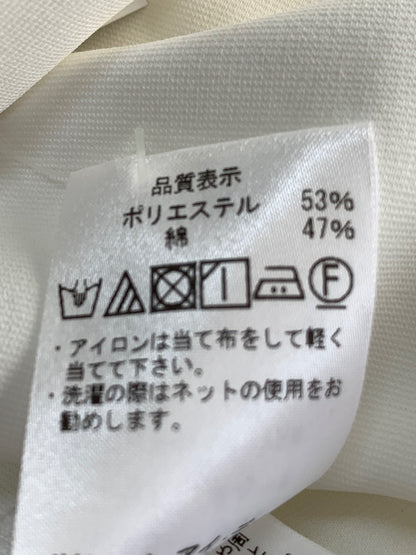 品質表示
ポリエステル 53%
綿 47%
F
・アイロンは当て布をして軽く
当てて下さい。
・洗濯の際はネットの使用をお
勧めします。